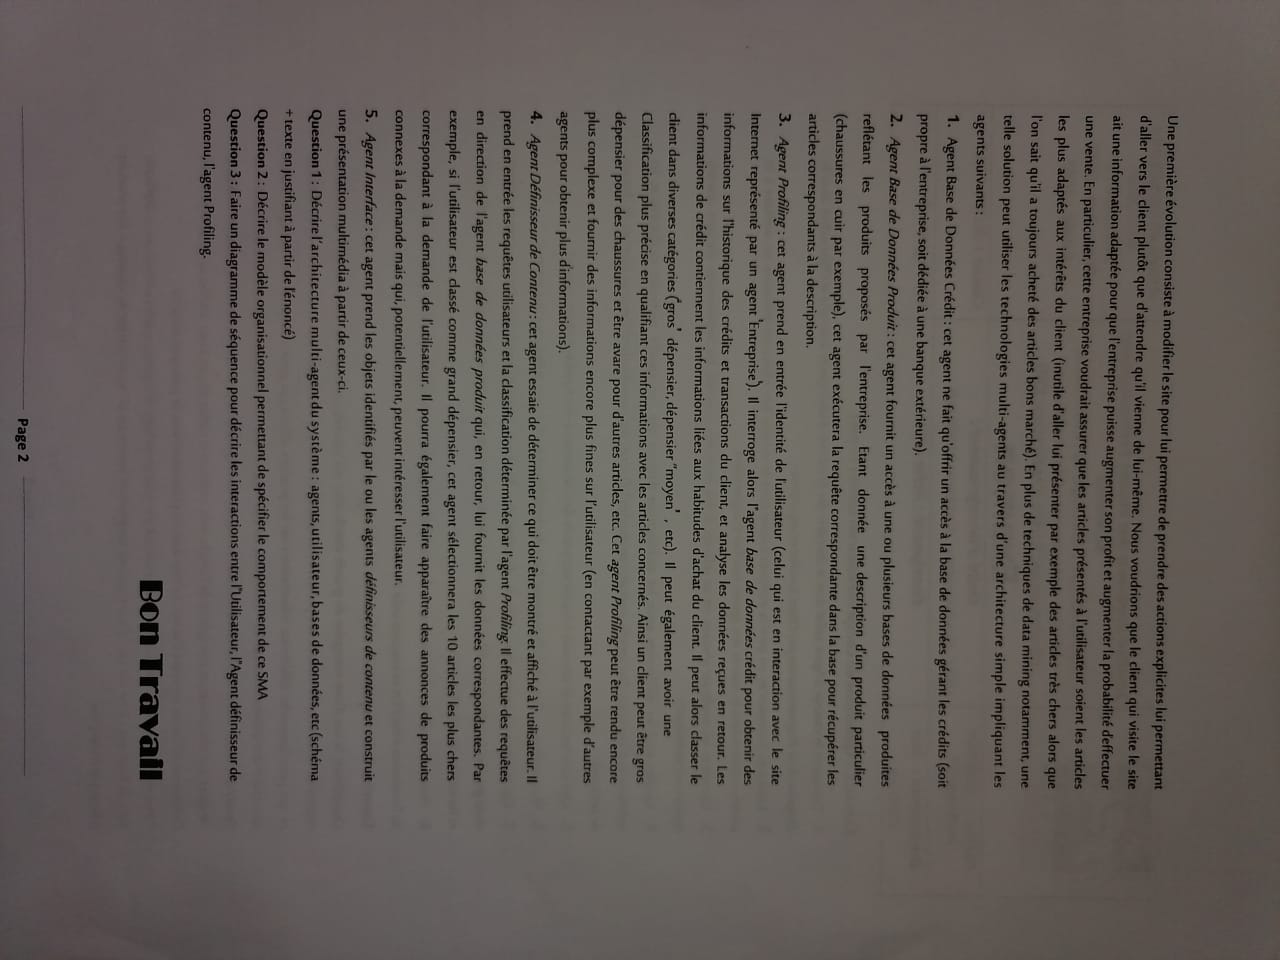 Une première évolution consiste à modifier le site pour lui permettre de prendre des actions explicites lui permettant
d'aller vers le client plutôt que d'attendre qu'il vienne de lui-même. Nous voudrions que le client qui visite le site
ait une information adaptée pour que l'entreprise puisse augmenter son profit et augmenter la probabilité d'effectuer
une vente. En particulier, cette entreprise voudrait assurer que les articles présentés à l'utilisateur soient les articles
les plus adaptés aux intérêts du client (inutile d'aller lui présenter par exemple des articles très chers alors que
l'on sait qu'il a toujours acheté des articles bons marché). En plus de techniques de data mining notamment, une
telle solution peut utiliser les technologies multi-agents au travers d'une architecture simple impliquant les
agents suivants :
1. Agent Base de Données Crédit : cet agent ne fait qu'offrir un accès à la base de données gérant les crédits (soit
propre à l'entreprise, soit dédiée à une banque extérieure).
2. Agent Base de Données Produit : cet agent fournit un accès à une ou plusieurs bases de données produites
reflétant les produits proposés par l'entreprise. Etant donnée une description d'un produit particulier
(chaussures en cuir par exemple), cet agent exécutera la requête correspondante dans la base pour récupérer les
articles correspondants à la description.
3. Agent Profiling : cet agent prend en entrée l'identité de l'utilisateur (celui qui est en interaction avec le site
Internet représenté par un agent 'Entreprise'). Il interroge alors l''agent base de données crédit pour obtenir des
informations sur l'historique des crédits et transactions du client, et analyse les données reçues en retour. Les
informations de crédit contiennent les informations liées aux habitudes d'achat du client. Il peut alors classer le
client dans diverses catégories ("gros' dépensier, dépensier "moyen' , etc). Il peut également avoir une
Classification plus précise en qualifiant ces informations avec les articles concernés. Ainsi un client peut être gros
dépensier pour des chaussures et être avare pour d'autres articles, etc. Cet agent Profiling peut être rendu encore
plus complexe et fournir des informations encore plus fines sur l'utilisateur (en contactant par exemple d'autres
agents pour obtenir plus d'informations).
4. Agent Définisseur de Contenu : cet agent essaie de déterminer ce qui doit être montré et affiché à l'utilisateur. Il
prend en entrée les requêtes utilisateurs et la classification déterminée par l'agent Profiling. Il effectue des requêtes
en direction de l'agent base de données produit qui, en retour, lui fournit les données correspondantes. Par
exemple, si l'utilisateur est classé comme grand dépensier, cet agent sélectionnera les 10 articles les plus chers
correspondant à la demande de l'utilisateur. Il pourra également faire apparaître des annonces de produits
connexes à la demande mais qui, potentiellement, peuvent intéresser l'utilisateur.
5. Agent Interface : cet agent prend les objets identifiés par le ou les agents définisseurs de contenu et construit
une présentation multimédia à partir de ceux-ci.
Question 1 : Décrire l'architecture multi-agent du système : agents, utilisateur, bases de données, etc (schéma
+ texte en justifiant à partir de l'énoncé)
Question 2 : Décrire le modèle organisationnel permettant de spécifier le comportement de ce SMA
Question 3 : Faire un diagramme de séquence pour décrire les interactions entre l''Utilisateur, l''Agent définisseur de
contenu, l'agent Profiling.
Bon Travail
Page 2